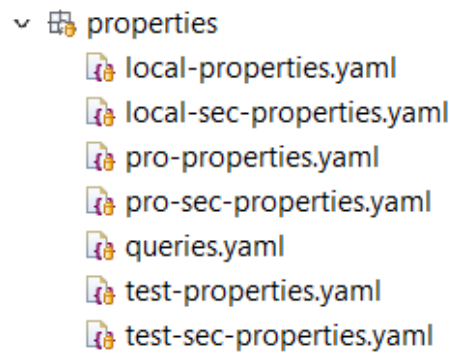 properties
local-properties.yaml
local-sec-properties.yaml
pro-properties.yaml
pro-sec-properties.yaml
queries.yaml
test-properties.yaml
test-sec-properties.yaml